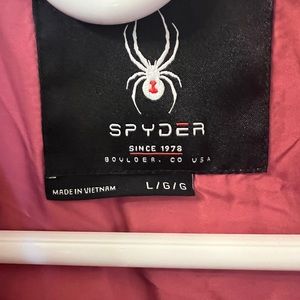 SPYDER
SINCE 1978
BOULDER, CO USA
MADE IN VIETNAM
L/G/G